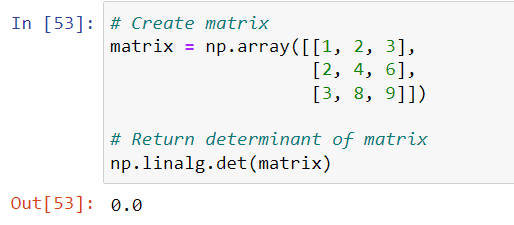 In [53]: # Create matrix
matrix = np.array([[1, 2, 3],
[2, 4, 6],
[3, 8, 9]])
# Return determinant of matrix
np.linalg.det(matrix)
Out[53]: 0.0